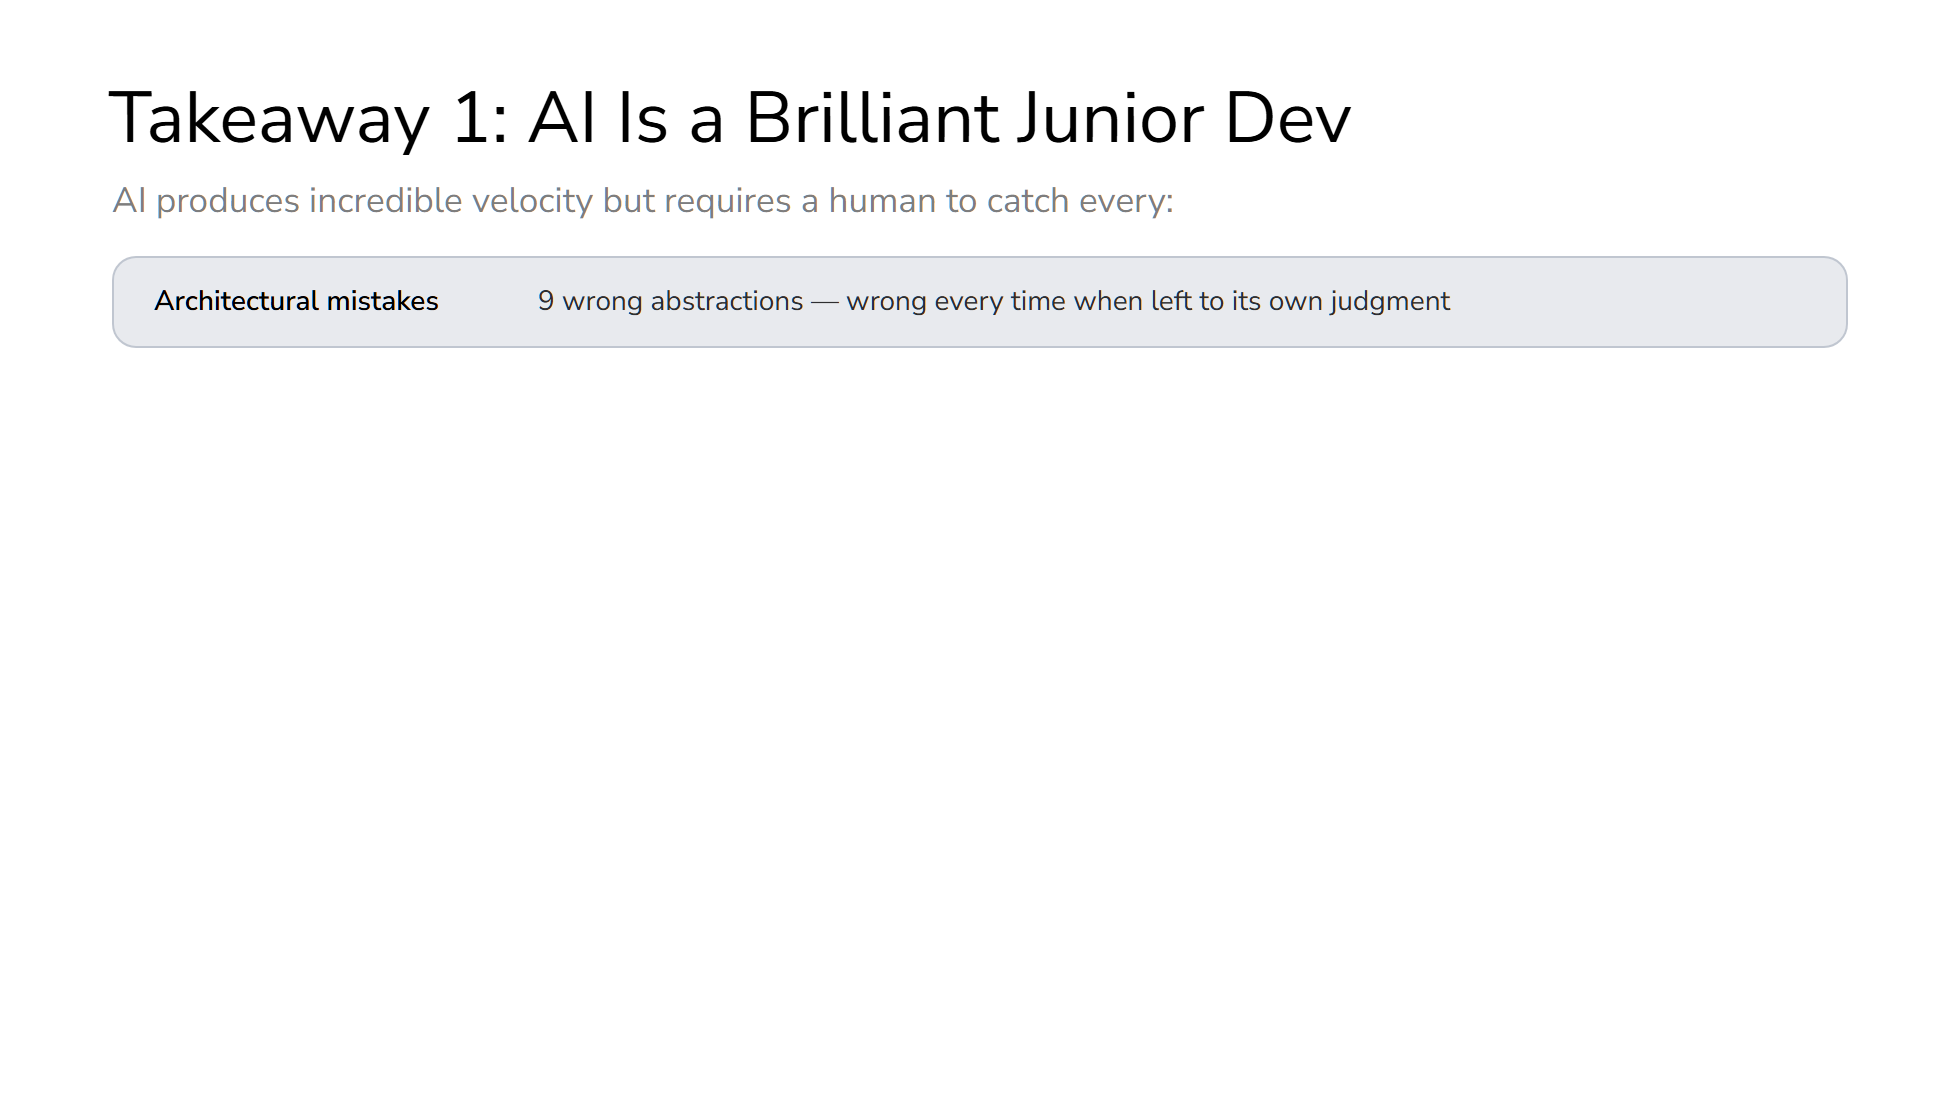 Takeaway 1: AI Is a Brilliant Junior Dev
AI produces incredible velocity but requires a human to catch every:
Architectural mistakes 9 wrong abstractions — wrong every time when left to its own judgment